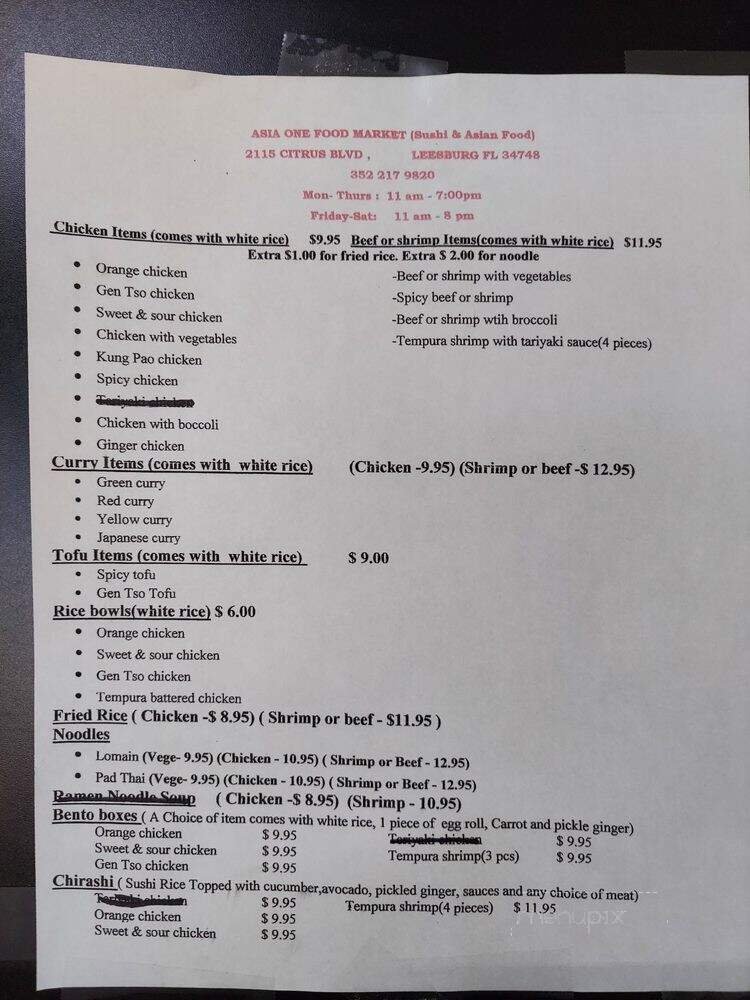 ASIA ONE FOOD MARKET (Sushi & Asian Food)
2115 CITRUS BLVD , LEESBURG FL 34748
352 217 9820
Mon- Thurs : 11 am - 7:00pm
Friday-Sat: 11 am - 8 pm
Chicken Items (comes with white rice) $9.95 Beef or shrimp Items(comes with white rice) $11.95
Extra $1.00 for fried rice. Extra $ 2.00 for noodle
• Orange chicken
• Gen Tso chicken
• Sweet & sour chicken
• Chicken with vegetables
• Kung Pao chicken
• Spicy chicken
• Tariyaki chicken
• Chicken with boccoli
• Ginger chicken
-Beef or shrimp with vegetables
-Spicy beef or shrimp
-Beef or shrimp wtih broccoli
-Tempura shrimp with tariyaki sauce(4 pieces)
Curry Items (comes with white rice) (Chicken -9.95) (Shrimp or beef -$ 12.95)
• Green curry
• Red curry
• Yellow curry
• Japanese curry
Tofu Items (comes with white rice) $ 9.00
• Spicy tofu
• Gen Tso Tofu
Rice bowls(white rice) $ 6.00
• Orange chicken
• Sweet & sour chicken
• Gen Tso chicken
• Tempura battered chicken
Fried Rice ( Chicken -$ 8.95) ( Shrimp or beef - $11.95 )
Noodles
• Lomain (Vege- 9.95) (Chicken - 10.95) ( Shrimp or Beef - 12.95)
• Pad Thai (Vege- 9.95) (Chicken - 10.95) ( Shrimp or Beef - 12.95)
Ramen Noodle Soup ( Chicken -$ 8.95) (Shrimp - 10.95)
Bento boxes ( A Choice of item comes with white rice, 1 piece of egg roll, Carrot and pickle ginger)
Orange chicken $ 9.95 Tariyaki chicken $ 9.95
Sweet & sour chicken $ 9.95 Tempura shrimp(3 pcs) $ 9.95
Gen Tso chicken $ 9.95
Chirashi ( Sushi Rice Topped with cucumber,avocado, pickled ginger, sauces and any choice of meat)
$ 9.95 Tempura shrimp(4 pieces) $ 11.95
Orange chicken $ 9.95
Sweet & sour chicken $ 9.95
menupix